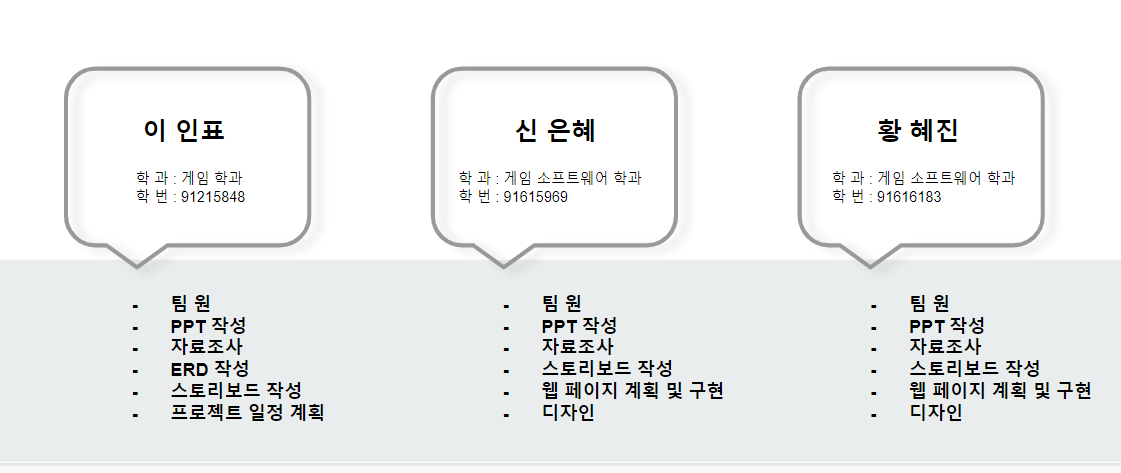 이 인표
학 과 : 게임 학과
학 번 : 91215848
신 은혜
학 과 : 게임 소프트웨어 학과
학 번 : 91615969
황 혜진
학 과 : 게임 소프트웨어 학과
학 번 : 91616183
- 팀 원
- PPT 작성
- 자료조사
- ERD 작성
- 스토리보드 작성
- 프로젝트 일정 계획
- 팀 원
- PPT 작성
- 자료조사
- 스토리보드 작성
- 웹 페이지 계획 및 구현
- 디자인
- 팀 원
- PPT 작성
- 자료조사
- 스토리보드 작성
- 웹 페이지 계획 및 구현
- 디자인